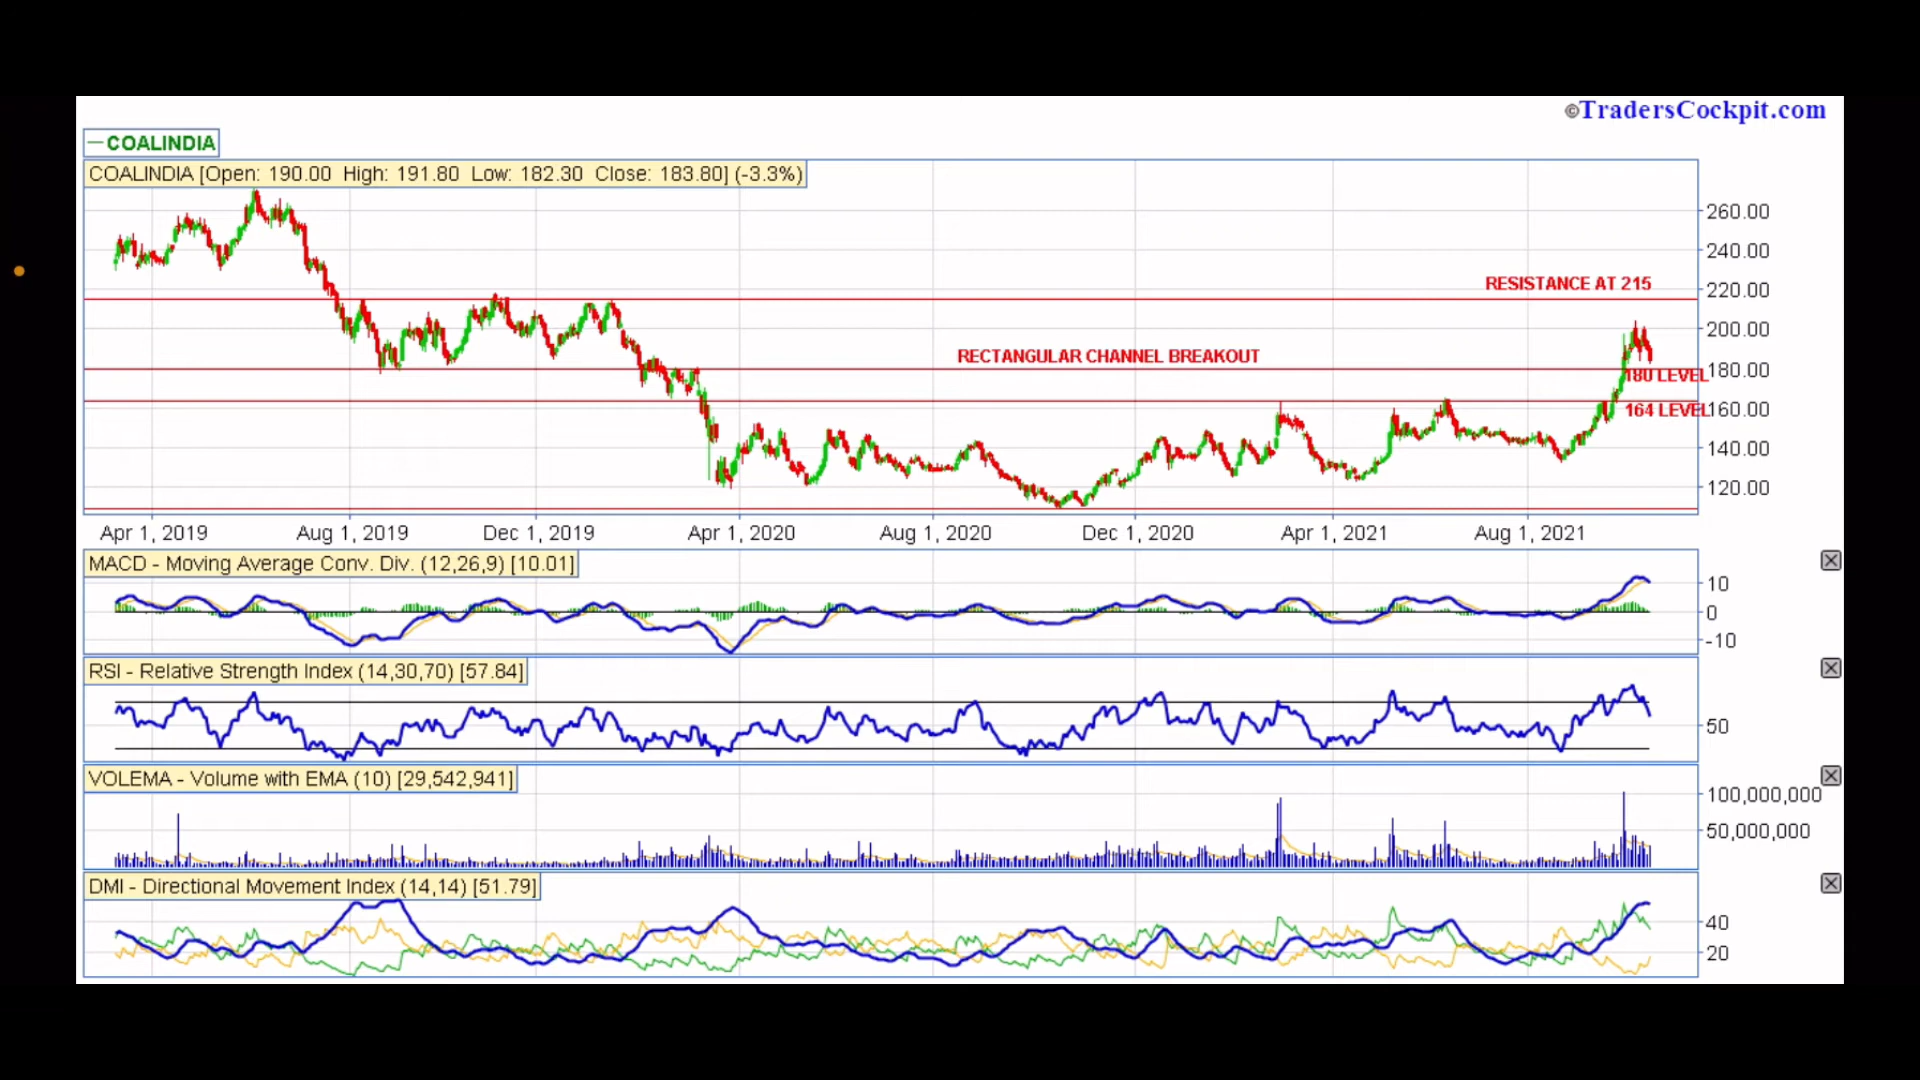 ©TradersCockpit.com
COALINDIA
COALINDIA [Open: 190.00 High: 191.80 Low: 182.30 Close: 183.80] (-3.3%)
260.00
240.00
RESISTANCE AT 215
220.00
200.00
RECTANGULAR CHANNEL BREAKOUT
180.00
180 LEVEL
164 LEVEL
160.00
140.00
120.00
Apr 1, 2019 Aug 1, 2019 Dec 1, 2019 Apr 1, 2020 Aug 1, 2020 Dec 1, 2020 Apr 1, 2021 Aug 1, 2021
MACD - Moving Average Conv. Div. (12,26,9) [10.01]
10
0
-10
RSI - Relative Strength Index (14,30,70) [57.84]
50
VOLEMA - Volume with EMA (10) [29,542,941]
100,000,000
50,000,000
DMI - Directional Movement Index (14,14) [51.79]
40
20